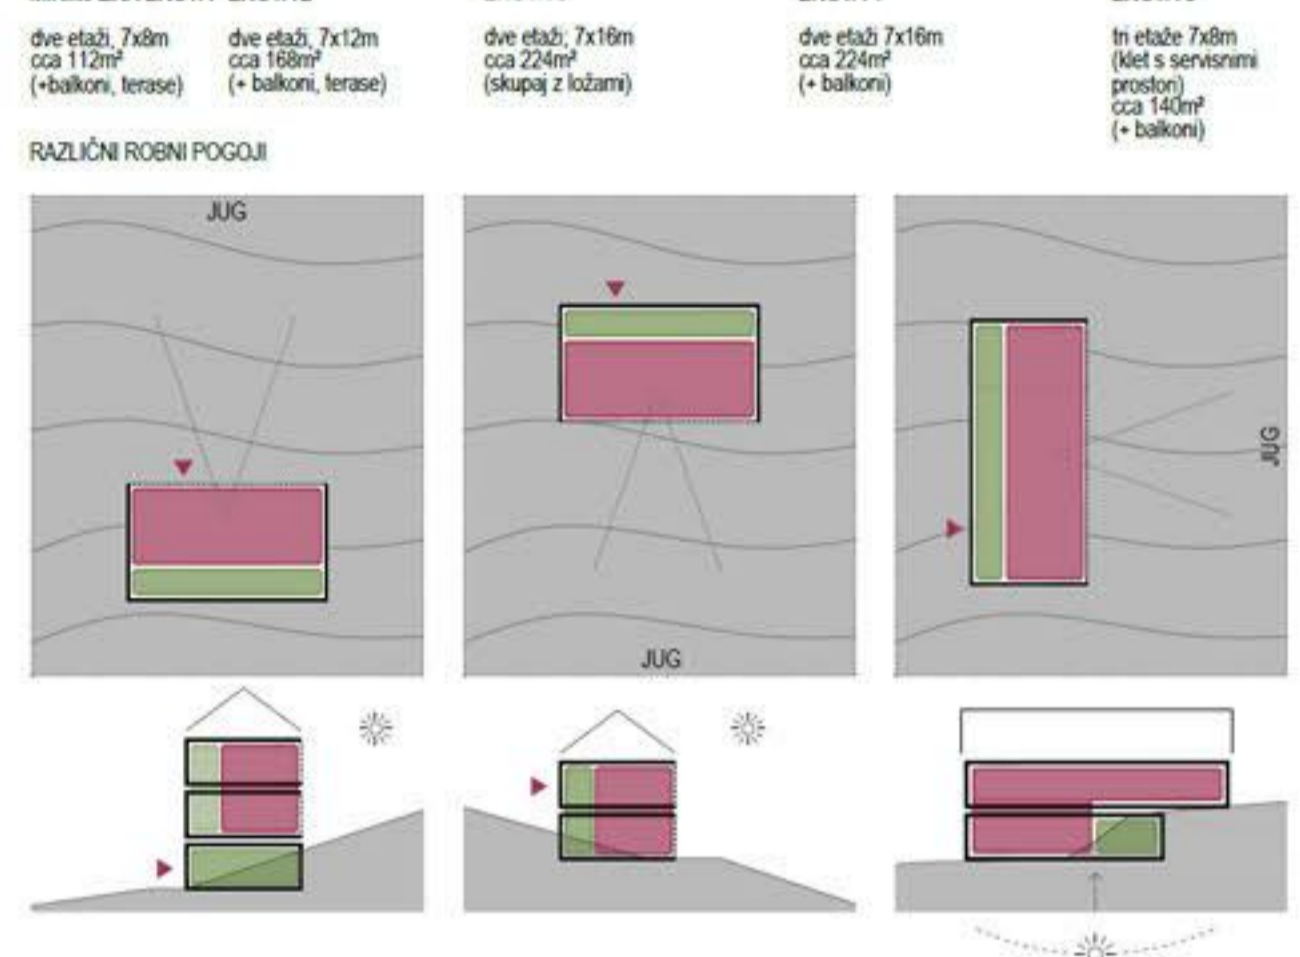 dve etaži, 7x8m
cca 112m²
(+balkoni, terase)
dve etaži, 7x12m
cca 168m²
(+ balkoni, terase)
dve etaži, 7x16m
cca 224m²
(skupaj z ložami)
dve etaži 7x16m
cca 224m²
(+ balkoni)
tri etaže 7x8m
(klet s servisnimi
prostori)
cca 140m²
(+ balkoni)
RAZLIČNI ROBNI POGOJI
JUG
JUG
JUG